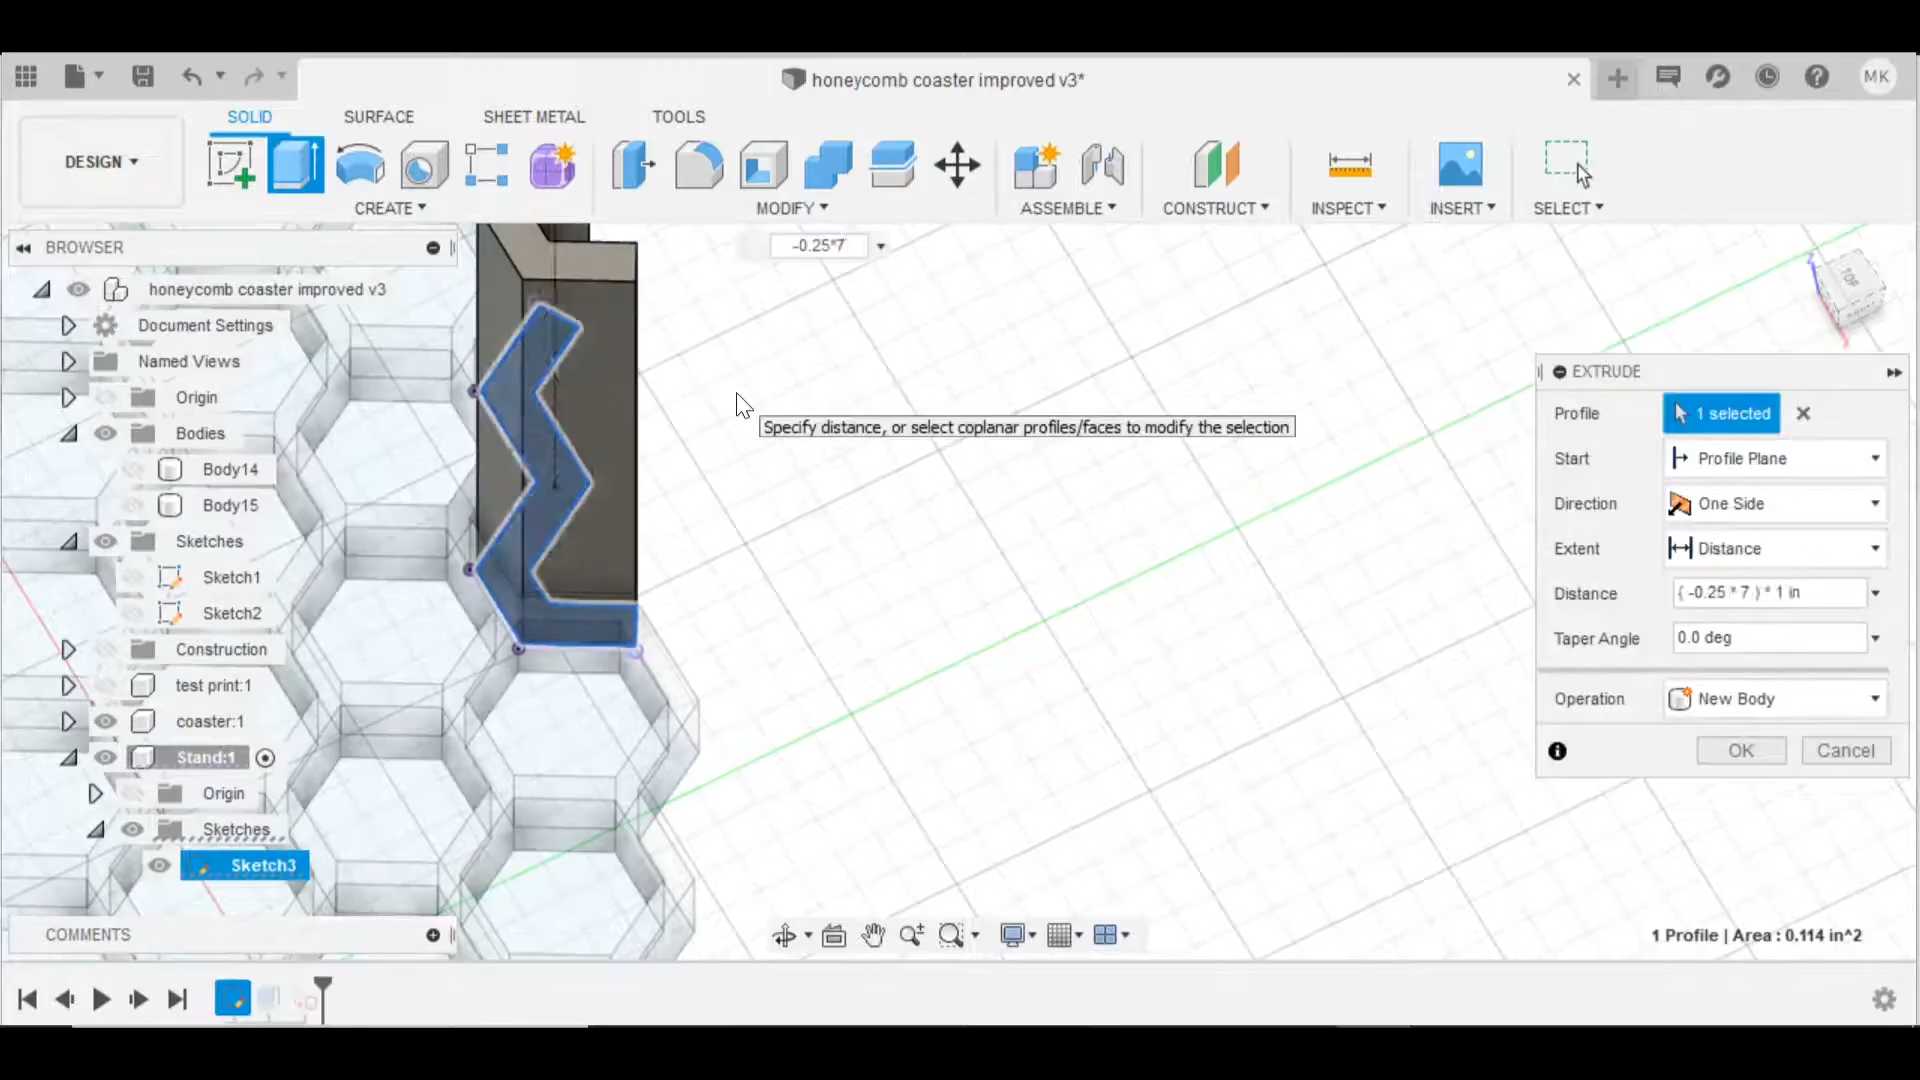 honeycomb coaster improved v3*
MK
SOLID
SURFACE
SHEET METAL
TOOLS
DESIGN
CREATE
MODIFY
ASSEMBLE
CONSTRUCT
INSPECT
INSERT
SELECT
BROWSER
-0.25*7
TOP
honeycomb coaster improved v3
Document Settings
Named Views
Origin
Bodies
Body14
Body15
Sketches
Sketch1
Sketch2
Construction
test print:1
coaster:1
Stand:1
Origin
Sketches
Sketch3
Specify distance, or select coplanar profiles/faces to modify the selection
EXTRUDE
Profile
1 selected
Start
Profile Plane
Direction
One Side
Extent
Distance
Distance
( -0.25 * 7 ) * 1 in
Taper Angle
0.0 deg
Operation
New Body
OK
Cancel
COMMENTS
1 Profile | Area : 0.114 in^2